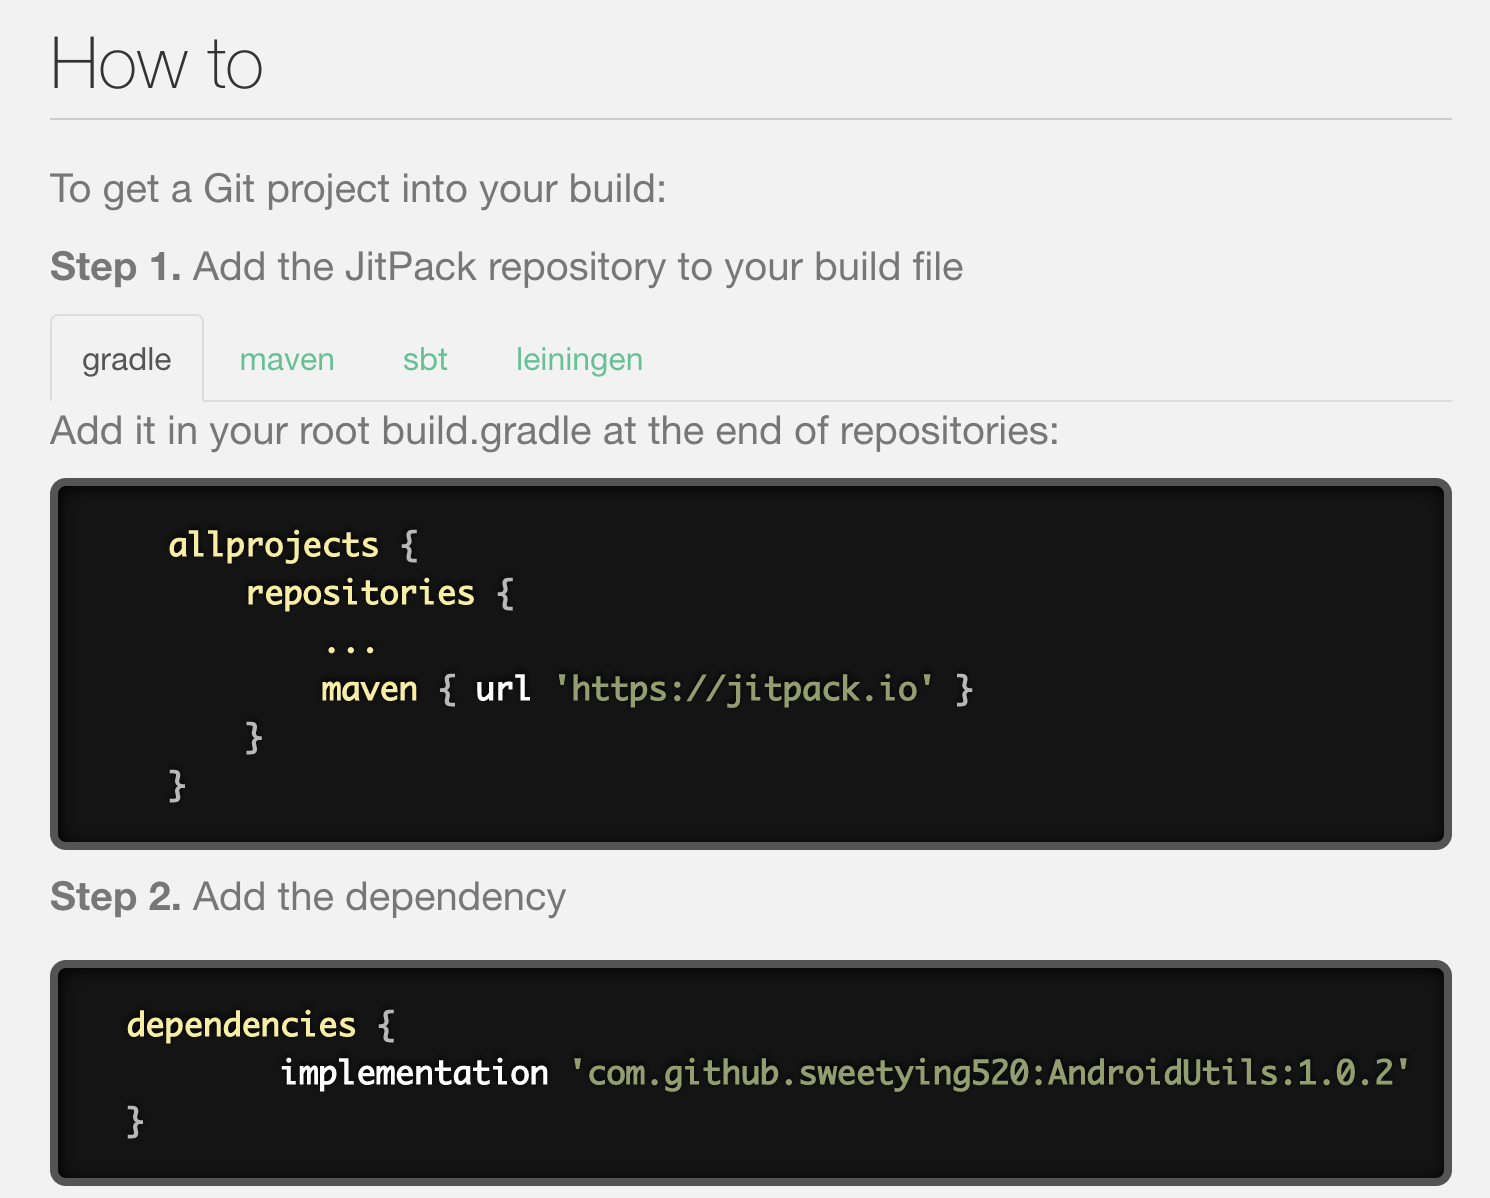 How to
To get a Git project into your build:
Step 1. Add the JitPack repository to your build file
gradle maven sbt leiningen
Add it in your root build.gradle at the end of repositories:
allprojects {
repositories {
...
maven { url 'https://jitpack.io' }
}
}
Step 2. Add the dependency
dependencies {
implementation 'com.github.sweetying520:AndroidUtils:1.0.2'
}